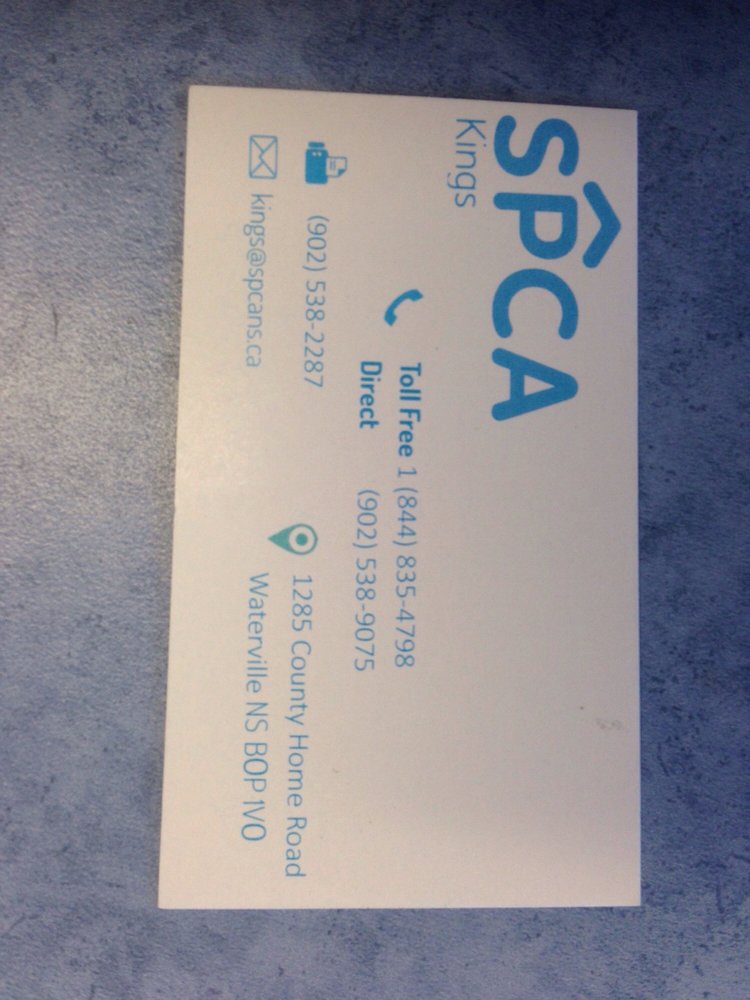 SPCA
Kings
Toll Free 1 (844) 835-4798
Direct (902) 538-9075
(902) 538-2287
kings@spcans.ca
1285 County Home Road
Waterville NS B0P 1V0